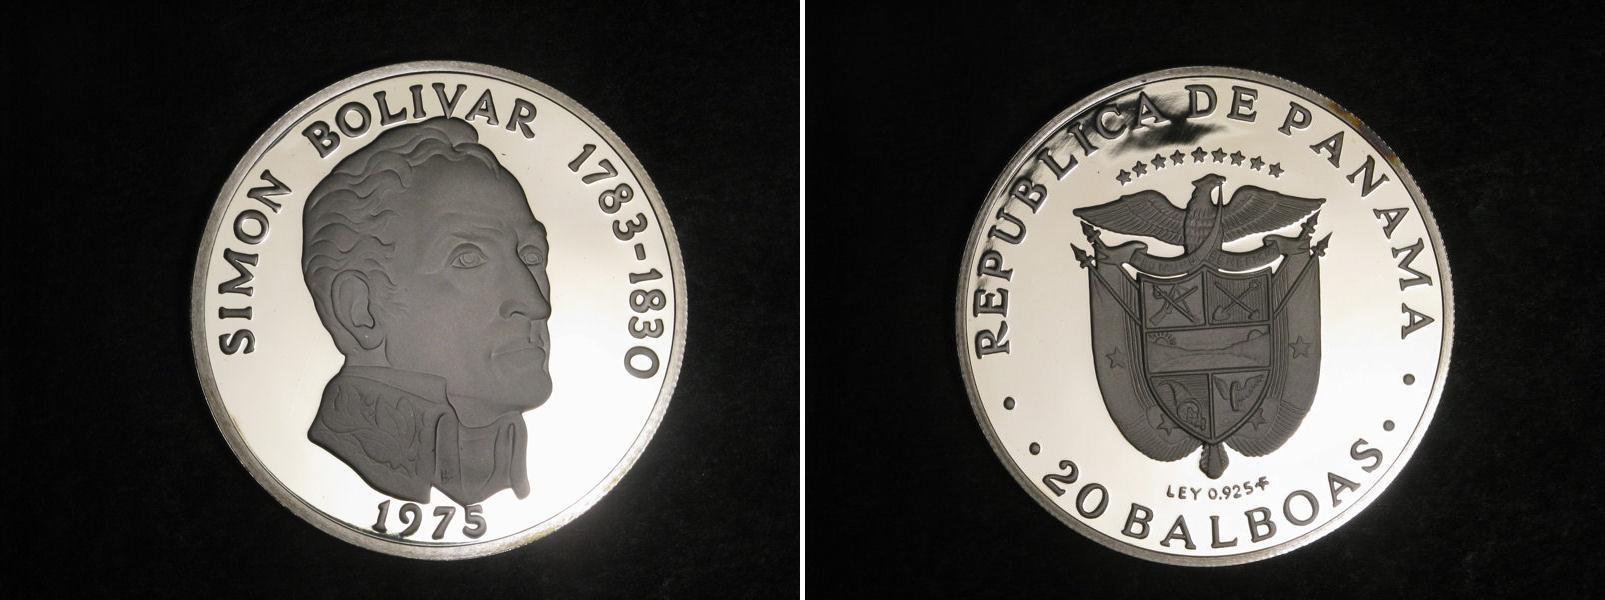 SIMON BOLIVAR 1783-1830
1975
REPUBLICA DE PANAMA
LEY 0.925
20 BALBOAS